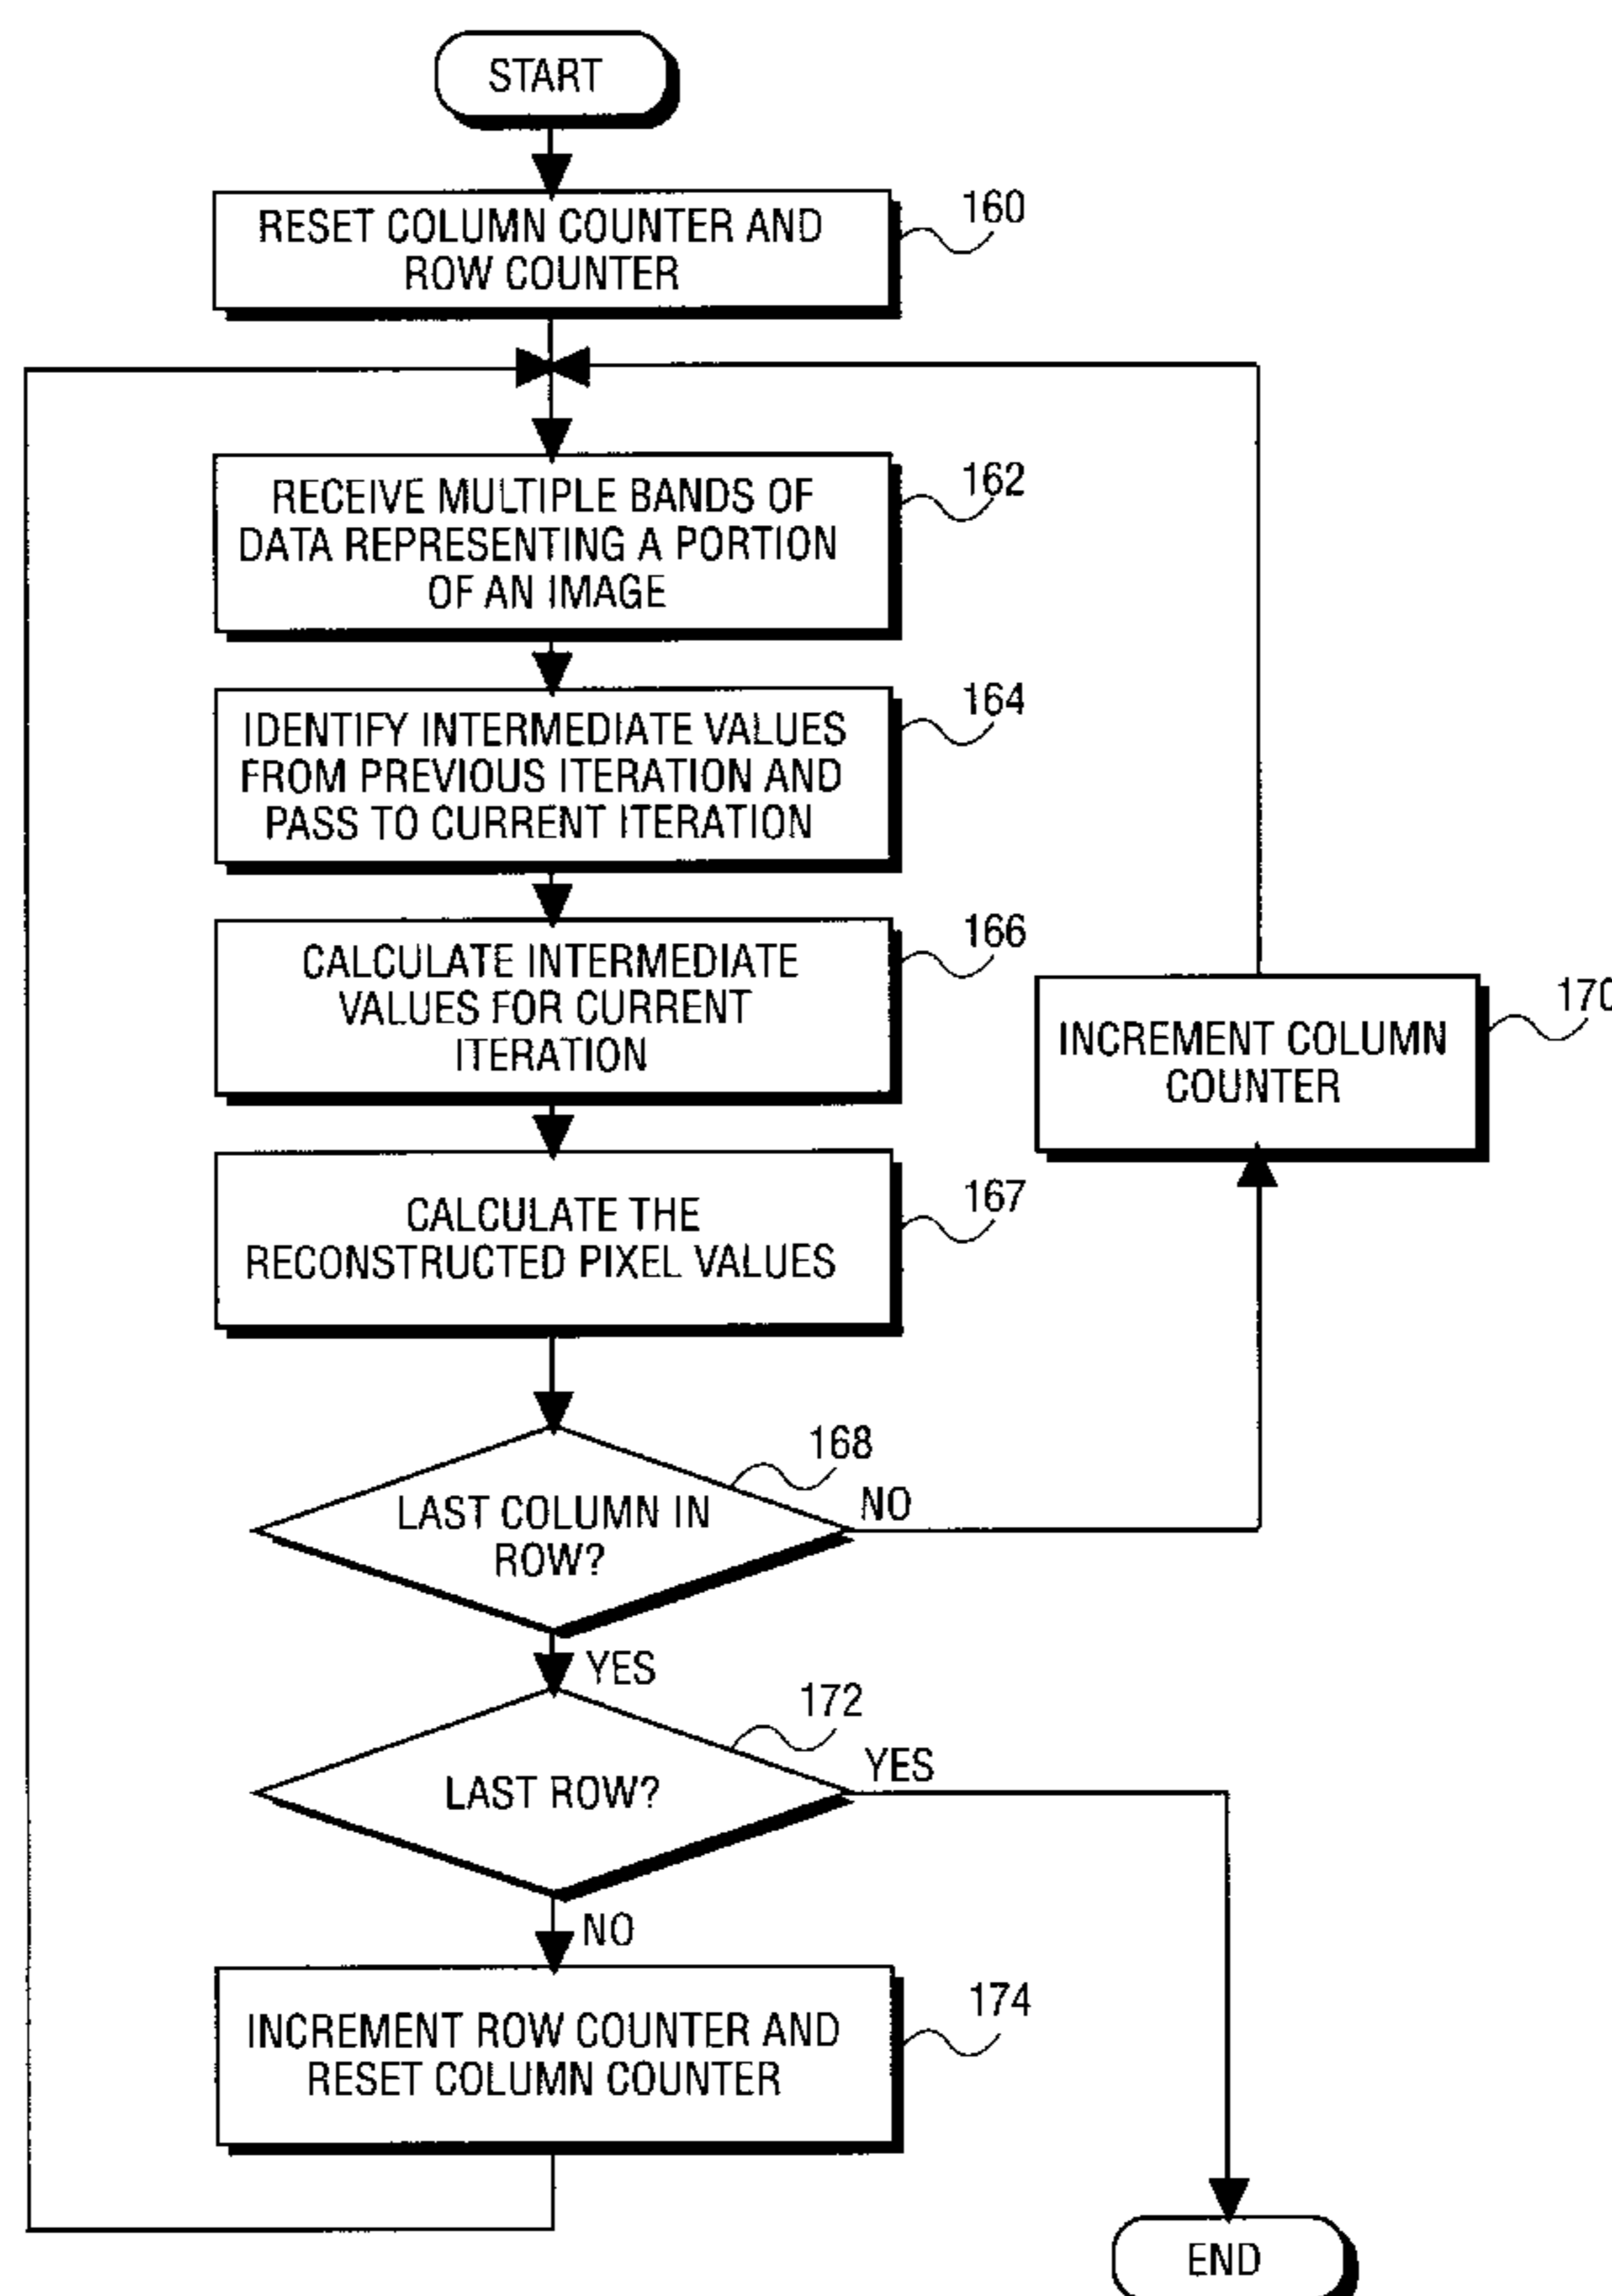 START
RESET COLUMN COUNTER AND
ROW COUNTER
160
RECEIVE MULTIPLE BANDS OF
DATA REPRESENTING A PORTION
OF AN IMAGE
162
IDENTIFY INTERMEDIATE VALUES
FROM PREVIOUS ITERATION AND
PASS TO CURRENT ITERATION
164
CALCULATE INTERMEDIATE
VALUES FOR CURRENT
ITERATION
166
INCREMENT COLUMN
COUNTER
170
CALCULATE THE
RECONSTRUCTED PIXEL VALUES
167
LAST COLUMN IN
ROW?
168
NO
YES
LAST ROW?
172
YES
NO
INCREMENT ROW COUNTER AND
RESET COLUMN COUNTER
174
END